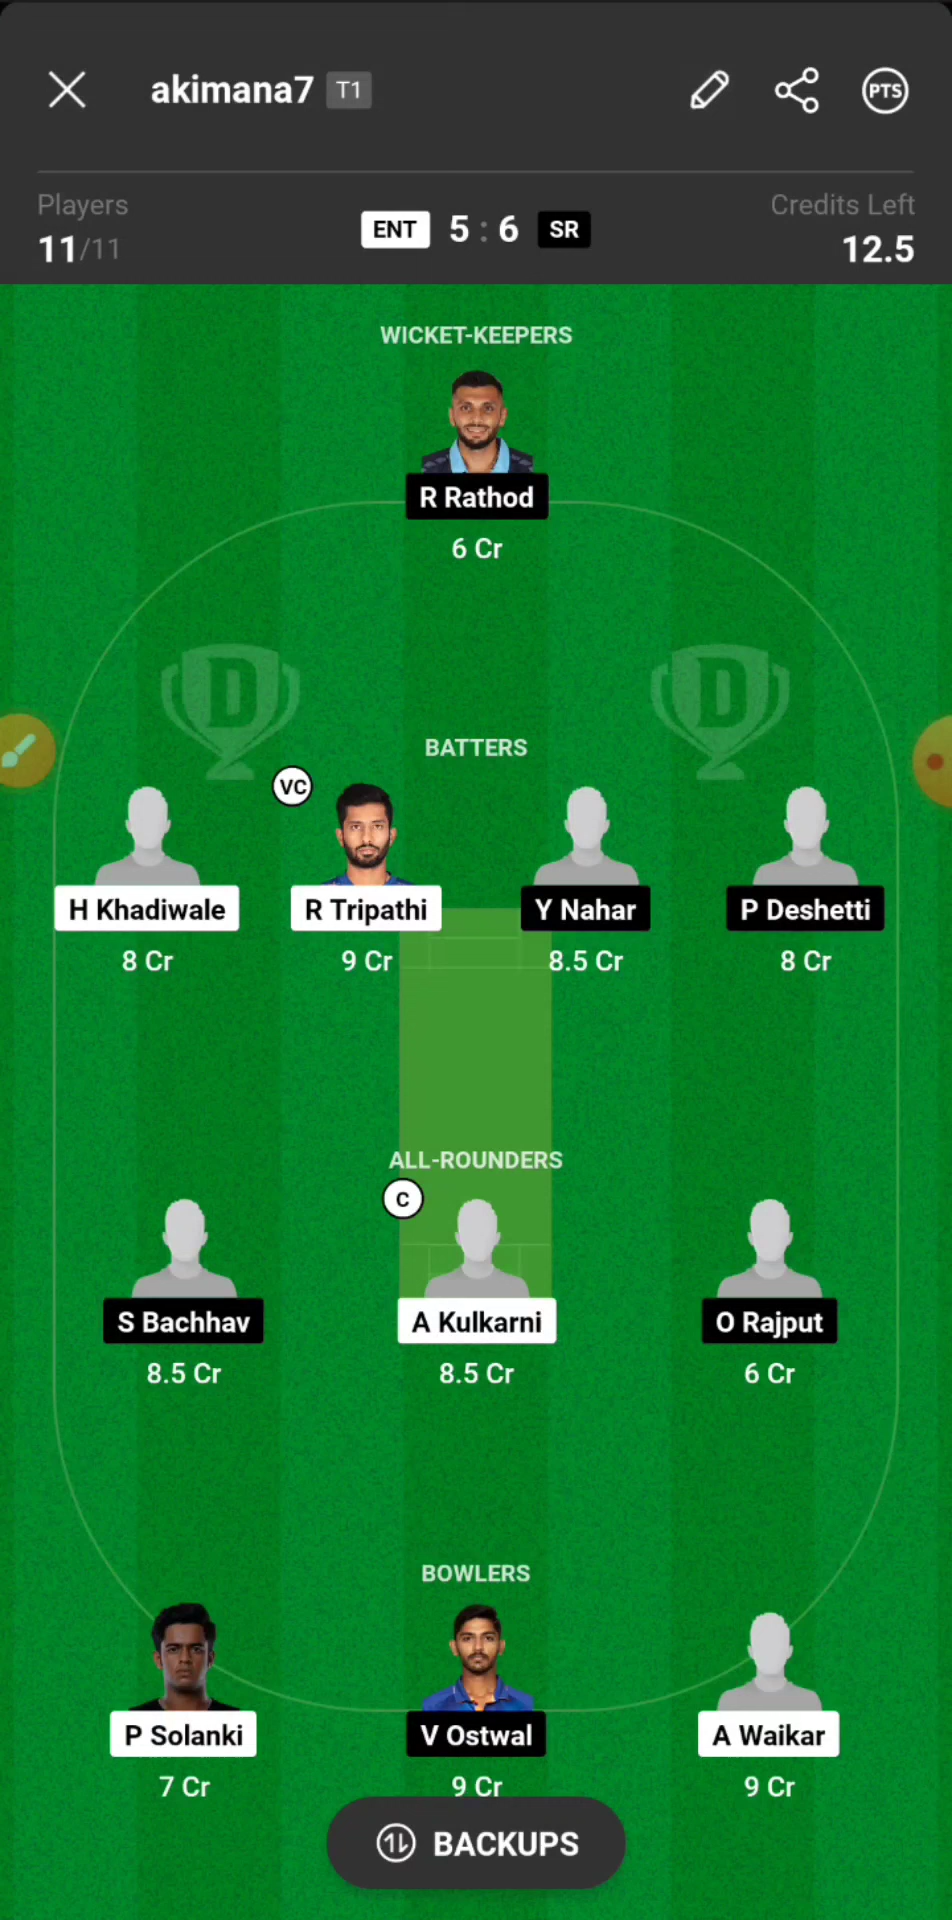 akimana7 T1 PTS
Players Credits Left
ENT 5 : 6 SR
11/11 12.5
WICKET-KEEPERS
R Rathod
6 Cr
D D
BATTERS
VC
H Khadiwale R Tripathi Y Nahar P Deshetti
8 Cr 9 Cr 8.5 Cr 8 Cr
ALL-ROUNDERS
C
S Bachhav A Kulkarni O Rajput
8.5 Cr 8.5 Cr 6 Cr
BOWLERS
P Solanki V Ostwal A Waikar
7 Cr 9 Cr 9 Cr
BACKUPS